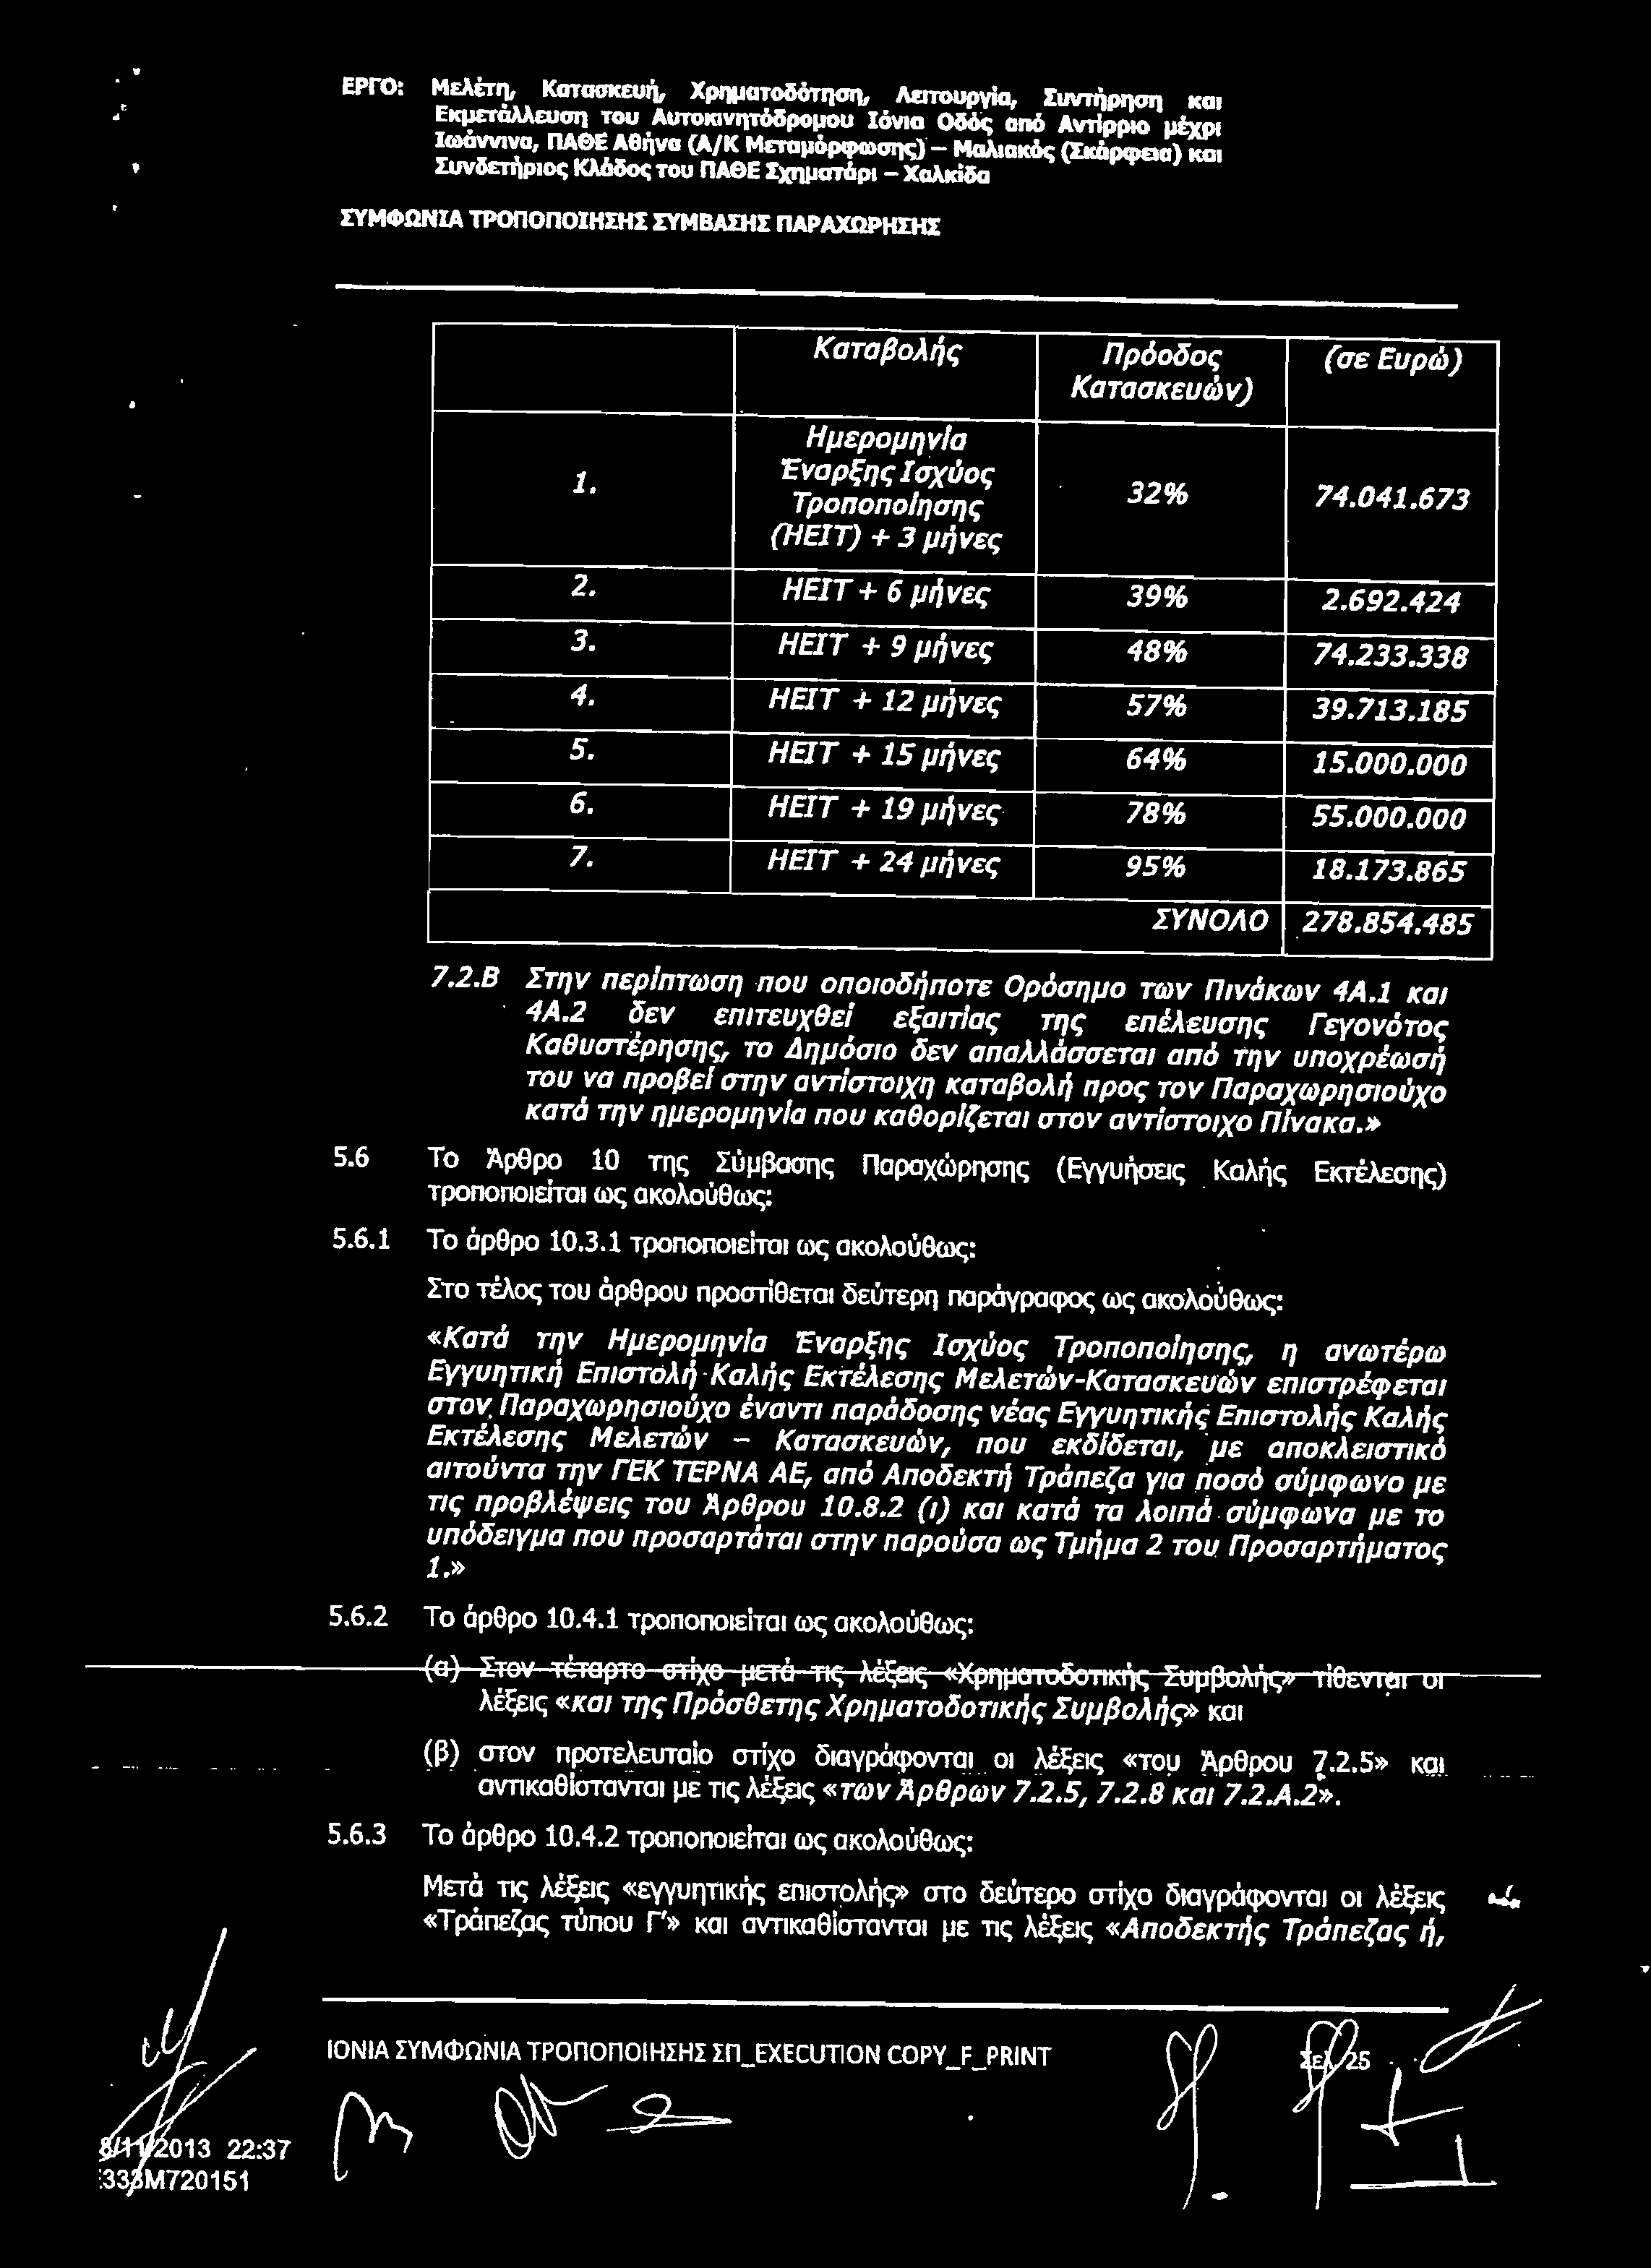 ΕΡΓΟ: Μελέτη, Κατασκευή, Χρηματοδότηση, Λειτουργία, Συντήρηση και
Εκμετάλλευση του Αυτοκινητόδρομου Ιόνια Οδός από Αντίρριο μέχρι
Ιωάννινα, ΠΑΘΕ Αθήνα (Α/Κ Μεταμόρφωσης) – Μαλιακός (Σκάρφεια) και
Συνδετήριος Κλάδος του ΠΑΘΕ Σχηματάρι – Χαλκίδα
ΣΥΜΦΩΝΙΑ ΤΡΟΠΟΠΟΙΗΣΗΣ ΣΥΜΒΑΣΗΣ ΠΑΡΑΧΩΡΗΣΗΣ
Καταβολής Πρόοδος (σε Ευρώ)
Κατασκευών)
Ημερομηνία
Έναρξης Ισχύος
1. Τροποποίησης 32% 74.041.673
(ΗΕΙΤ) + 3 μήνες
2. ΗΕΙΤ + 6 μήνες 39% 2.692.424
3. ΗΕΙΤ + 9 μήνες 48% 74.233.338
4. ΗΕΙΤ + 12 μήνες 57% 39.713.185
5. ΗΕΙΤ + 15 μήνες 64% 15.000.000
6. ΗΕΙΤ + 19 μήνες 78% 55.000.000
7. ΗΕΙΤ + 24 μήνες 95% 18.173.865
ΣΥΝΟΛΟ 278.854.485
7.2.Β Στην περίπτωση που οποιοδήποτε Ορόσημο των Πινάκων 4Α.1 και
4Α.2 δεν επιτευχθεί εξαιτίας της επέλευσης Γεγονότος
Καθυστέρησης, το Δημόσιο δεν απαλλάσσεται από την υποχρέωσή
του να προβεί στην αντίστοιχη καταβολή προς τον Παραχωρησιούχο
κατά την ημερομηνία που καθορίζεται στον αντίστοιχο Πίνακα.»
5.6 Το Άρθρο 10 της Σύμβασης Παραχώρησης (Εγγυήσεις Καλής Εκτέλεσης)
τροποποιείται ως ακολούθως:
5.6.1 Το άρθρο 10.3.1 τροποποιείται ως ακολούθως:
Στο τέλος του άρθρου προστίθεται δεύτερη παράγραφος ως ακολούθως:
«Κατά την Ημερομηνία Έναρξης Ισχύος Τροποποίησης, η ανωτέρω
Εγγυητική Επιστολή Καλής Εκτέλεσης Μελετών-Κατασκευών επιστρέφεται
στον Παραχωρησιούχο έναντι παράδοσης νέας Εγγυητικής Επιστολής Καλής
Εκτέλεσης Μελετών – Κατασκευών, που εκδίδεται, με αποκλειστικό
αιτούντα την ΓΕΚ ΤΕΡΝΑ ΑΕ, από Αποδεκτή Τράπεζα για ποσό σύμφωνο με
τις προβλέψεις του Άρθρου 10.8.2 (ι) και κατά τα λοιπά σύμφωνα με το
υπόδειγμα που προσαρτάται στην παρούσα ως Τμήμα 2 του Προσαρτήματος
1.»
5.6.2 Το άρθρο 10.4.1 τροποποιείται ως ακολούθως:
(α) Στον τέταρτο στίχο μετά τις λέξεις «Χρηματοδοτικής Συμβολής» τίθενται οι
λέξεις «και της Πρόσθετης Χρηματοδοτικής Συμβολής» και
(β) στον προτελευταίο στίχο διαγράφονται οι λέξεις «του Άρθρου 7.2.5» και
αντικαθίστανται με τις λέξεις «των Άρθρων 7.2.5, 7.2.8 και 7.2.Α.2».
5.6.3 Το άρθρο 10.4.2 τροποποιείται ως ακολούθως:
Μετά τις λέξεις «εγγυητικής επιστολής» στο δεύτερο στίχο διαγράφονται οι λέξεις
«Τράπεζας τύπου Γ'» και αντικαθίστανται με τις λέξεις «Αποδεκτής Τράπεζας ή,
ΙΟΝΙΑ ΣΥΜΦΩΝΙΑ ΤΡΟΠΟΠΟΙΗΣΗΣ ΣΠ_EXECUTION COPY_F_PRINT Σελ. 25
8/11/2013 22:37
:333M720151